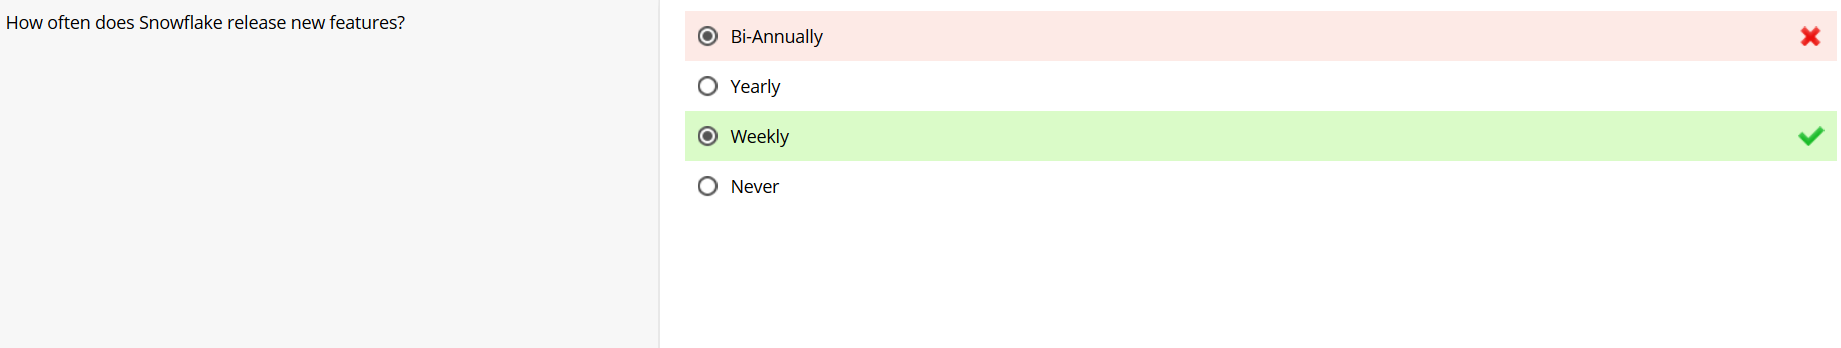 How often does Snowflake release new features?
Bi-Annually
Yearly
Weekly
Never